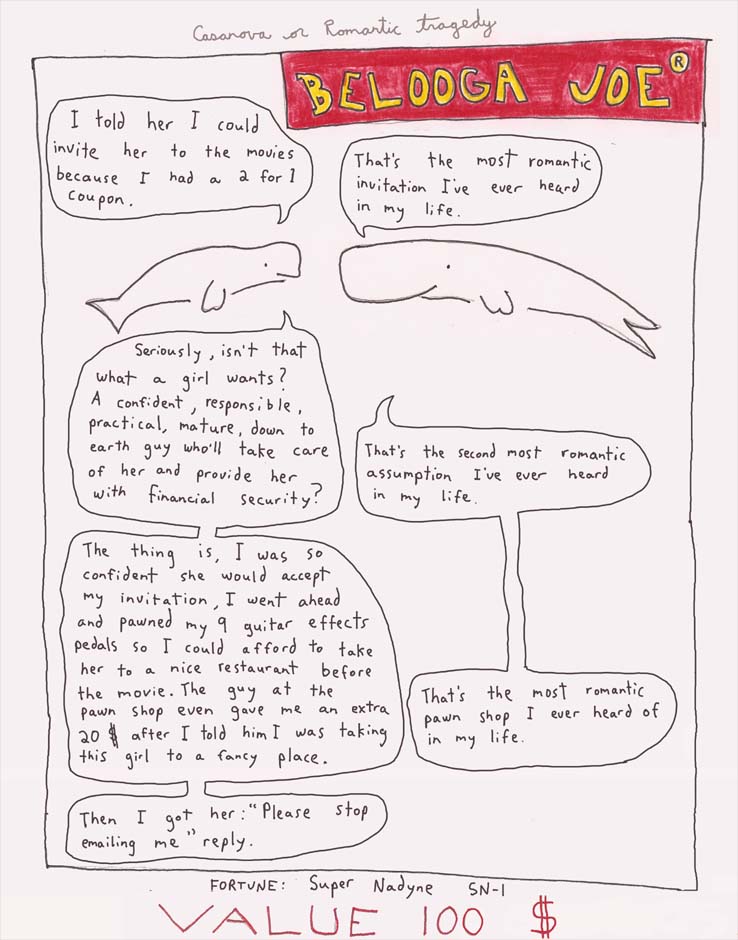 Casanova or Romantic tragedy
BELOOGA JOE®
I told her I could
invite her to the movies
because I had a 2 for 1
coupon.
That's the most romantic
invitation I've ever heard
in my life.
Seriously, isn't that
what a girl wants?
A confident, responsible,
practical, mature, down to
earth guy who'll take care
of her and provide her
with financial security?
That's the second most romantic
assumption I've ever heard
in my life.
The thing is, I was so
confident she would accept
my invitation, I went ahead
and pawned my 9 guitar effects
pedals so I could afford to take
her to a nice restaurant before
the movie. The guy at the
pawn shop even gave me an extra
20 $ after I told him I was taking
this girl to a fancy place.
That's the most romantic
pawn shop I ever heard of
in my life.
Then I got her: "Please stop
emailing me" reply.
FORTUNE: Super Nadyne SN-1
VALUE 100 $